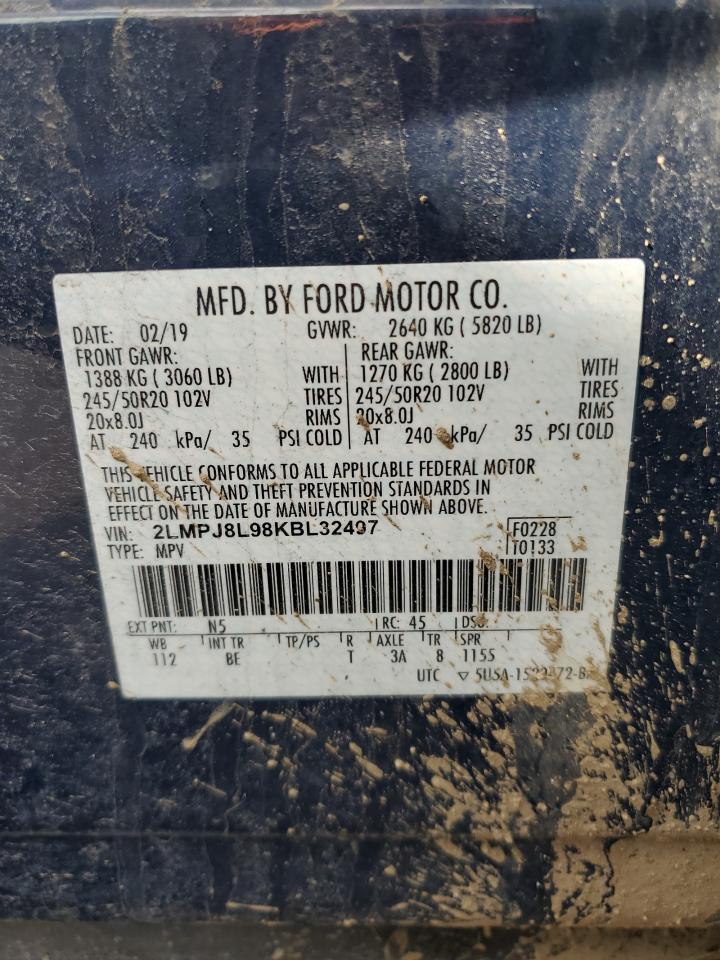 MFD. BY FORD MOTOR CO.
DATE: 02/19 GVWR: 2640 KG ( 5820 LB)
FRONT GAWR: REAR GAWR:
1388 KG ( 3060 LB) WITH 1270 KG ( 2800 LB) WITH
245/50R20 102V TIRES 245/50R20 102V TIRES
20x8.0J RIMS 20x8.0J RIMS
AT 240 kPa/ 35 PSI COLD AT 240 kPa/ 35 PSI COLD
THIS VEHICLE CONFORMS TO ALL APPLICABLE FEDERAL MOTOR
VEHICLE SAFETY AND THEFT PREVENTION STANDARDS IN
EFFECT ON THE DATE OF MANUFACTURE SHOWN ABOVE.
VIN: 2LMPJ8L98KBL32497 F0228
TYPE: MPV T0133
EXT PNT: N5 RC: 45 DSO:
WB INT TR TP/PS R AXLE TR SPR
112 BE T 3A 8 1155
UTC